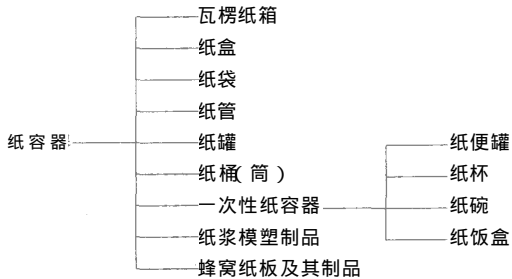 瓦楞纸箱
纸盒
纸袋
纸管
纸容器
纸罐
纸便罐
纸桶(筒)
纸杯
一次性纸容器
纸碗
纸浆模塑制品
纸饭盒
蜂窝纸板及其制品